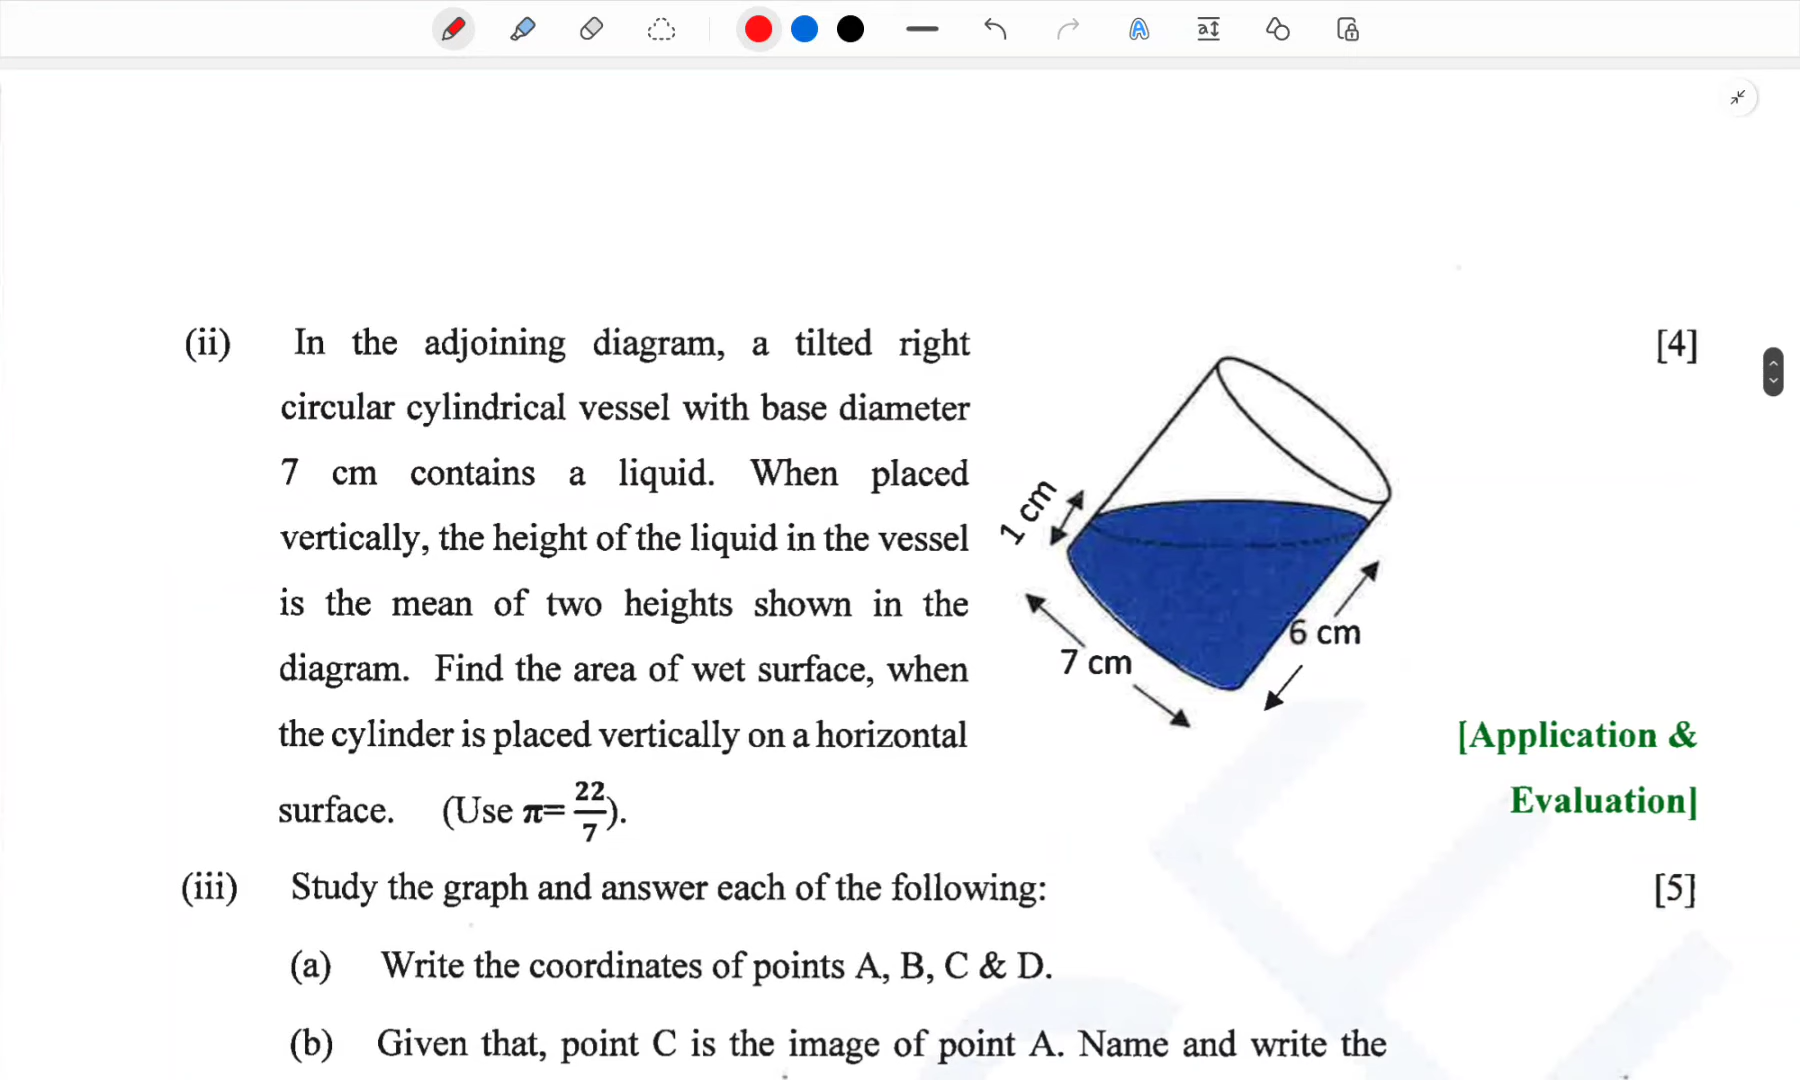 (ii) In the adjoining diagram, a tilted right [4]
circular cylindrical vessel with base diameter
7 cm contains a liquid. When placed
vertically, the height of the liquid in the vessel
is the mean of two heights shown in the
diagram. Find the area of wet surface, when
the cylinder is placed vertically on a horizontal
surface. (Use π= 22/7).
1 cm
7 cm
6 cm
[Application &
Evaluation]
(iii) Study the graph and answer each of the following: [5]
(a) Write the coordinates of points A, B, C & D.
(b) Given that, point C is the image of point A. Name and write the